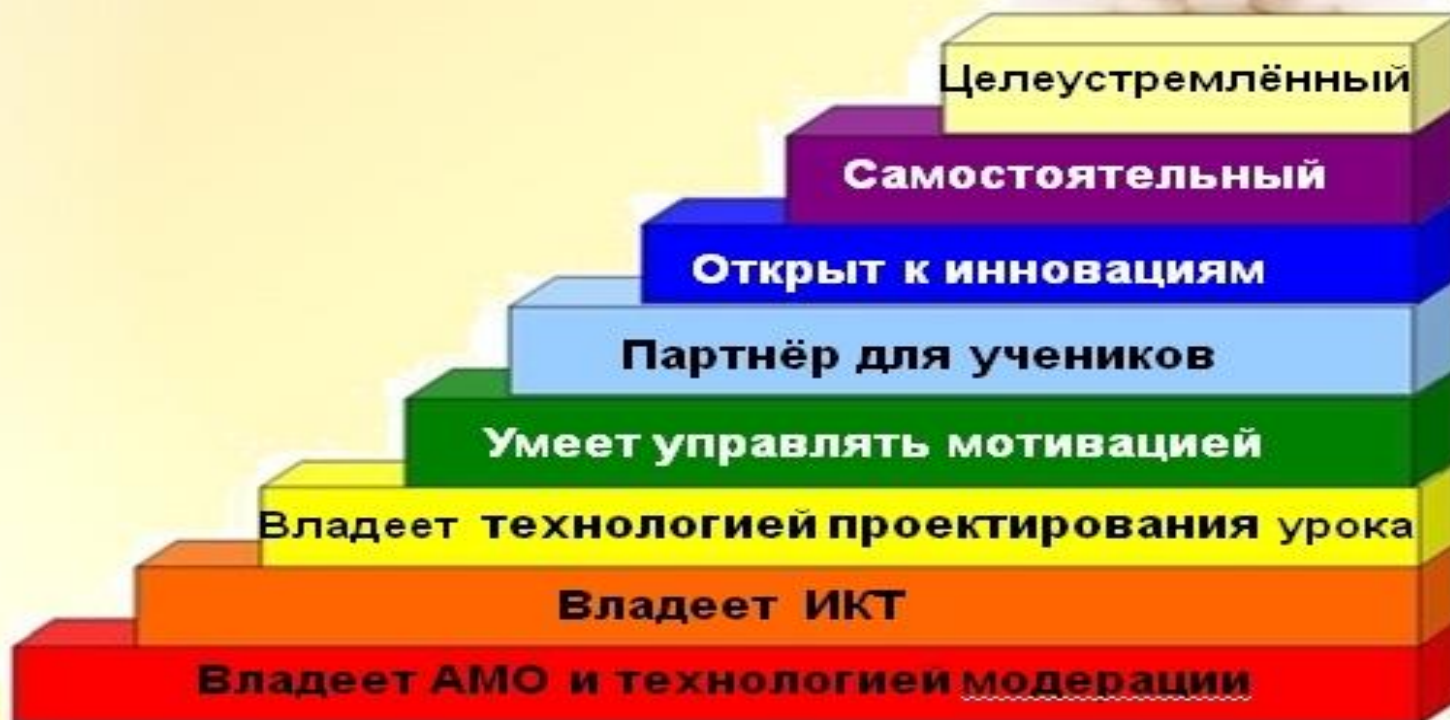 Целеустремлённый
Самостоятельный
Открыт к инновациям
Партнёр для учеников
Умеет управлять мотивацией
Владеет технологией проектирования урока
Владеет ИКТ
Владеет АМО и технологией модерации